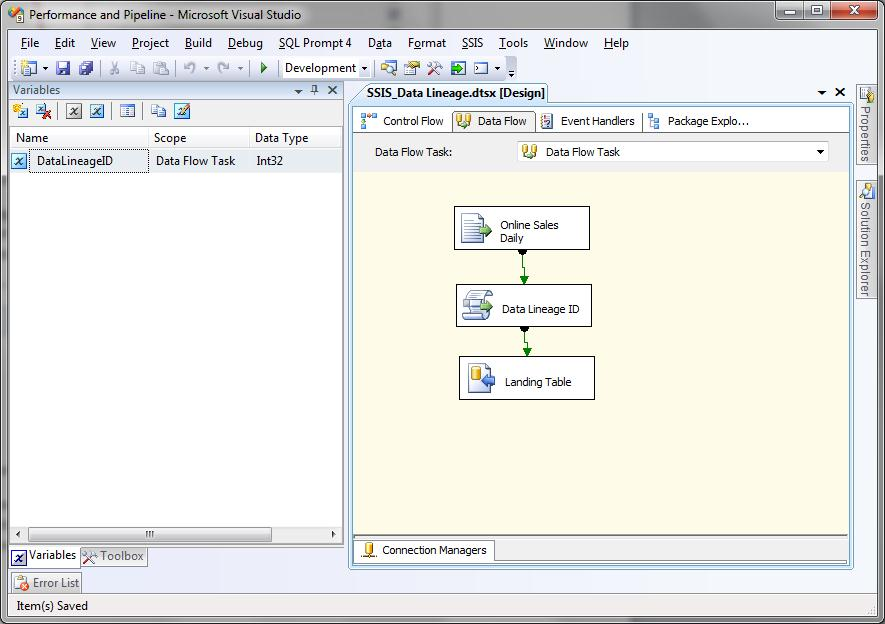 Performance and Pipeline - Microsoft Visual Studio
File Edit View Project Build Debug SQL Prompt 4 Data Format SSIS Tools Window Help
Development
Variables
Name Scope Data Type
DataLineageID Data Flow Task Int32
SSIS_Data Lineage.dtsx [Design]
Control Flow Data Flow Event Handlers Package Explo...
Data Flow Task: Data Flow Task
Online Sales
Daily
Data Lineage ID
Landing Table
Connection Managers
Properties
Solution Explorer
Variables Toolbox
Error List
Item(s) Saved